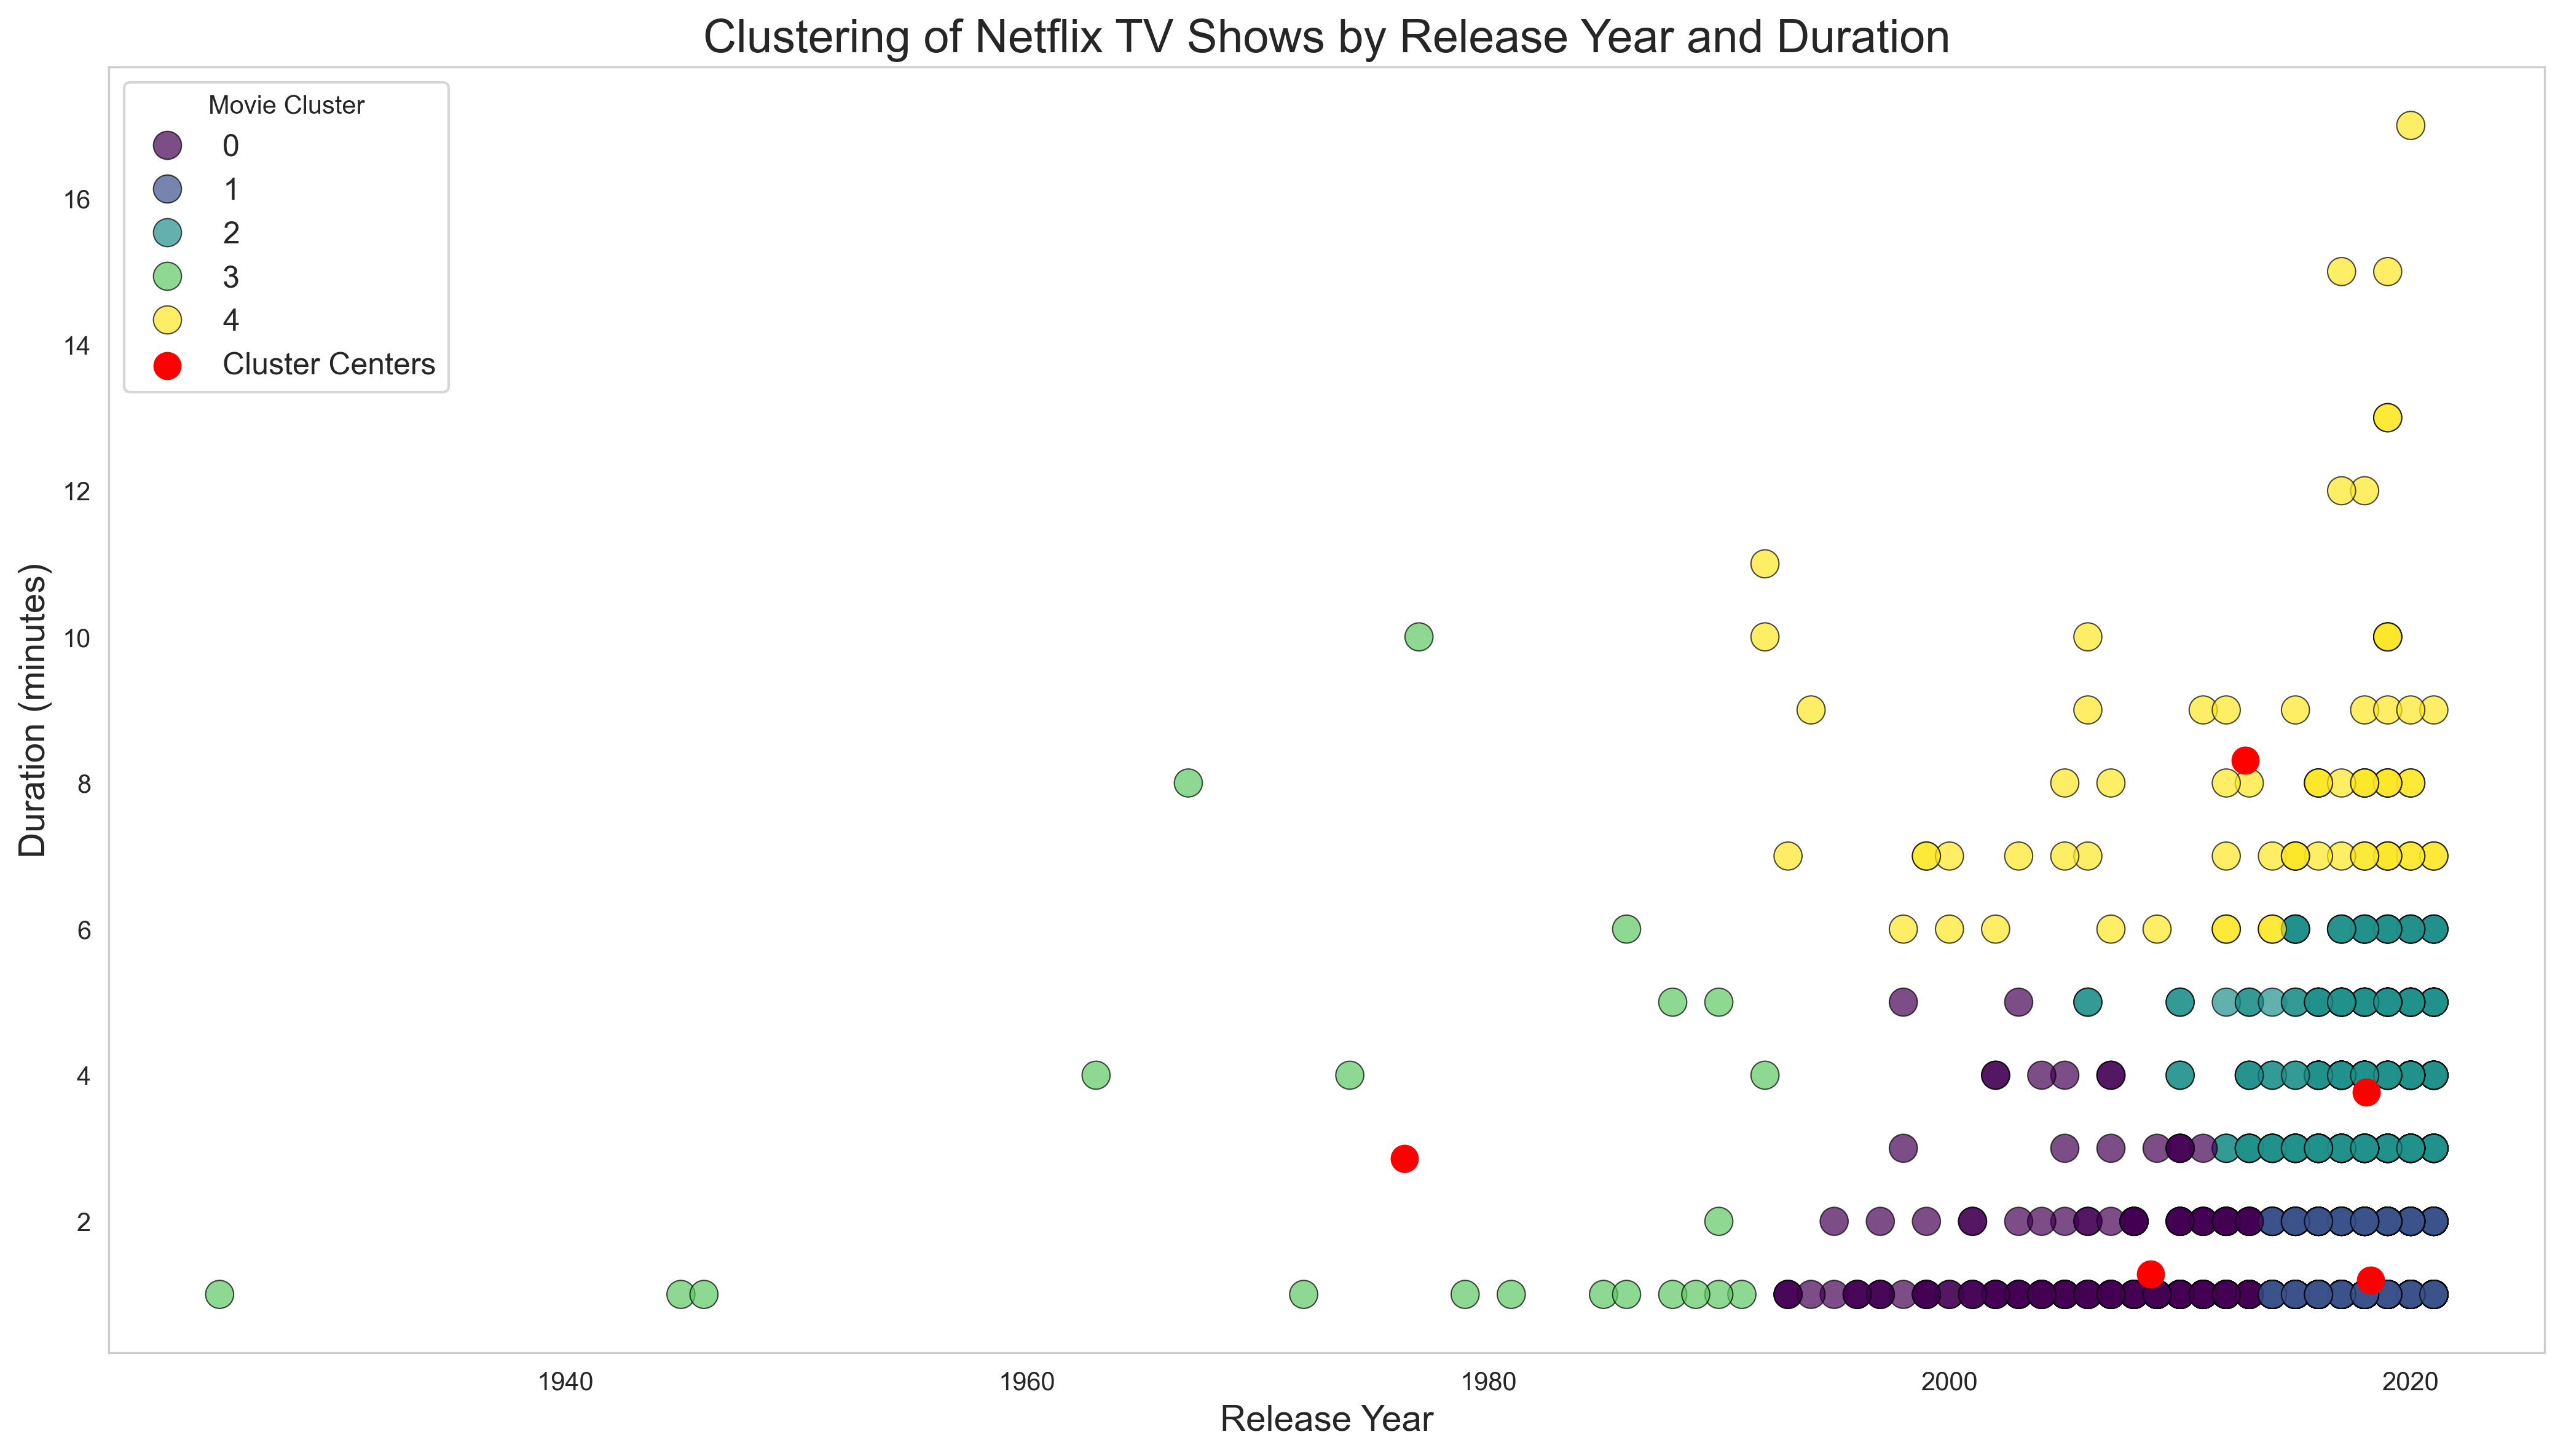 Clustering of Netflix TV Shows by Release Year and Duration
Movie Cluster
0
1
2
3
4
Cluster Centers
Duration (minutes)
16
14
12
10
8
6
4
2
1940 1960 1980 2000 2020
Release Year